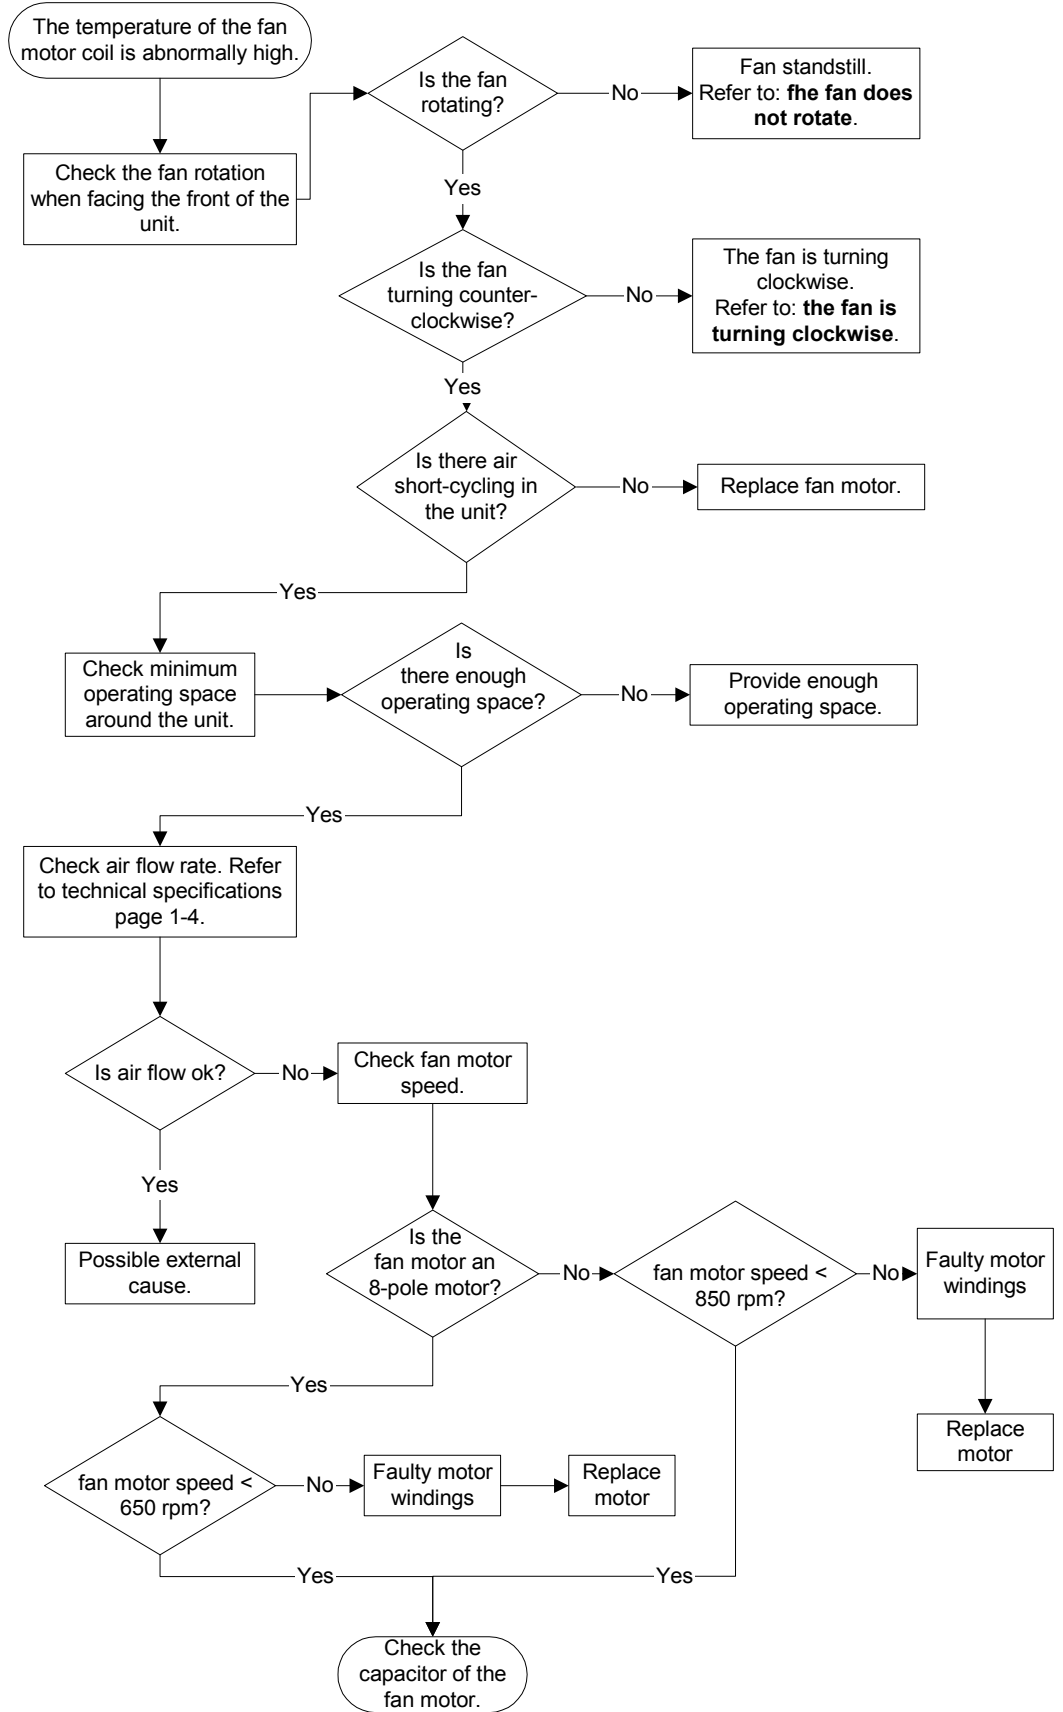 The temperature of the fan
motor coil is abnormally high.
Check the fan rotation
when facing the front of the
unit.
Is the fan
rotating?
No
Fan standstill.
Refer to: fhe fan does
not rotate.
Yes
Is the fan
turning counter-
clockwise?
No
The fan is turning
clockwise.
Refer to: the fan is
turning clockwise.
Yes
Is there air
short-cycling in
the unit?
No
Replace fan motor.
Yes
Check minimum
operating space
around the unit.
Is
there enough
operating space?
No
Provide enough
operating space.
Yes
Check air flow rate. Refer
to technical specifications
page 1-4.
Is air flow ok?
No
Check fan motor
speed.
Yes
Possible external
cause.
Is the
fan motor an
8-pole motor?
No
fan motor speed <
850 rpm?
No
Faulty motor
windings
Replace
motor
Yes
fan motor speed <
650 rpm?
No
Faulty motor
windings
Replace
motor
Yes
Yes
Check the
capacitor of the
fan motor.